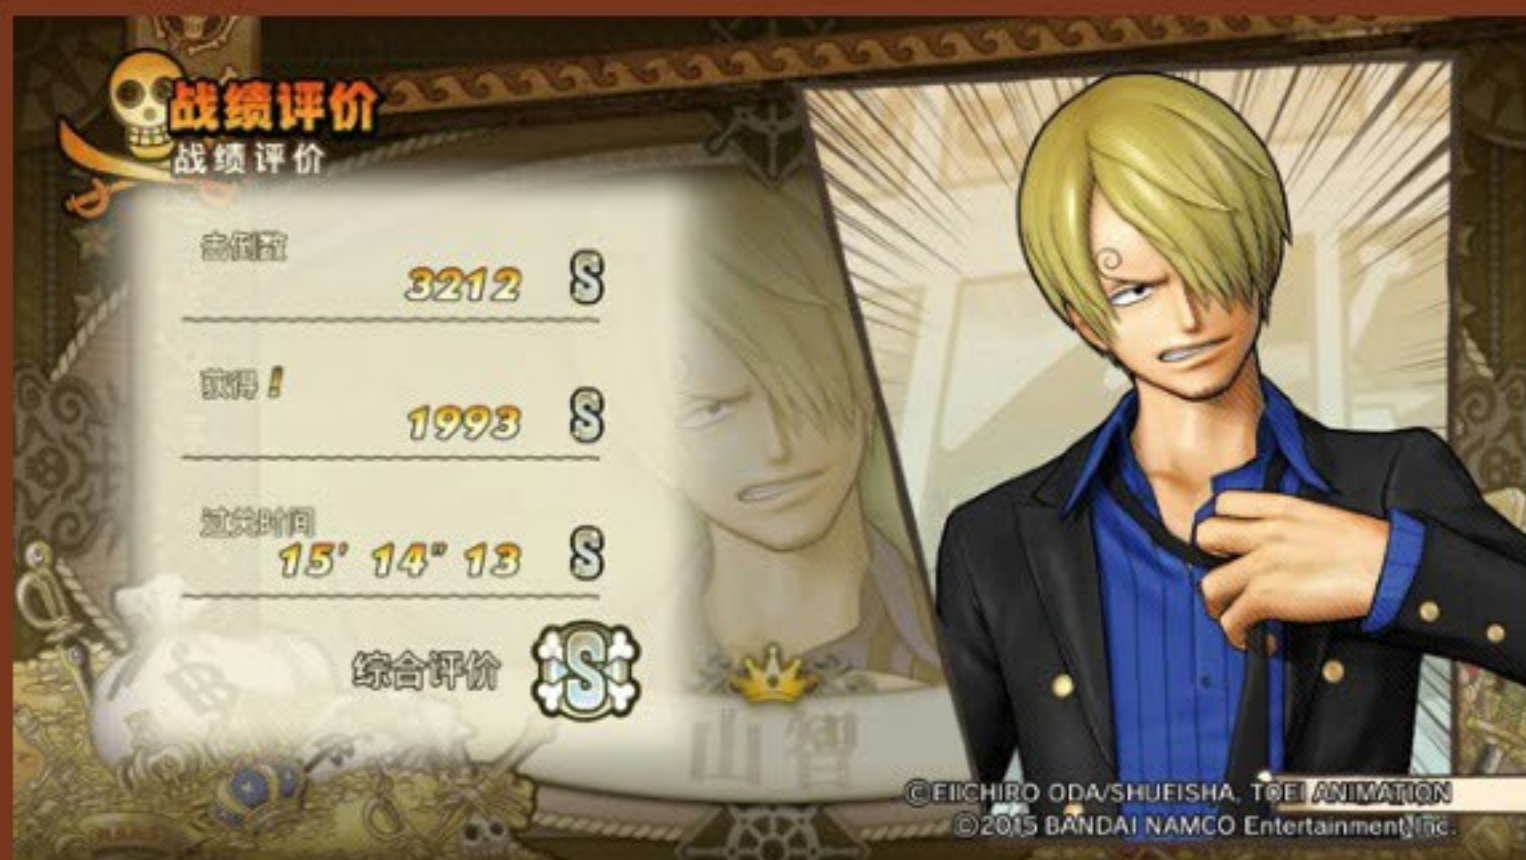 战绩评价
战绩评价
击倒数
3212 S
获得!
1993 S
过关时间
15' 14" 13 S
综合评价 S
山智
©EIICHIRO ODA/SHUEISHA, TOEI ANIMATION
©2015 BANDAI NAMCO Entertainment Inc.